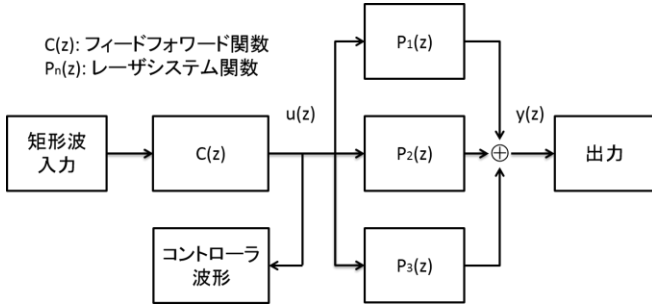 C(z): フィードフォワード関数
Pn(z): レーザシステム関数
P1(z)
u(z)
y(z)
矩形波
入力
C(z)
P2(z)
⊕
出力
コントローラ
波形
P3(z)